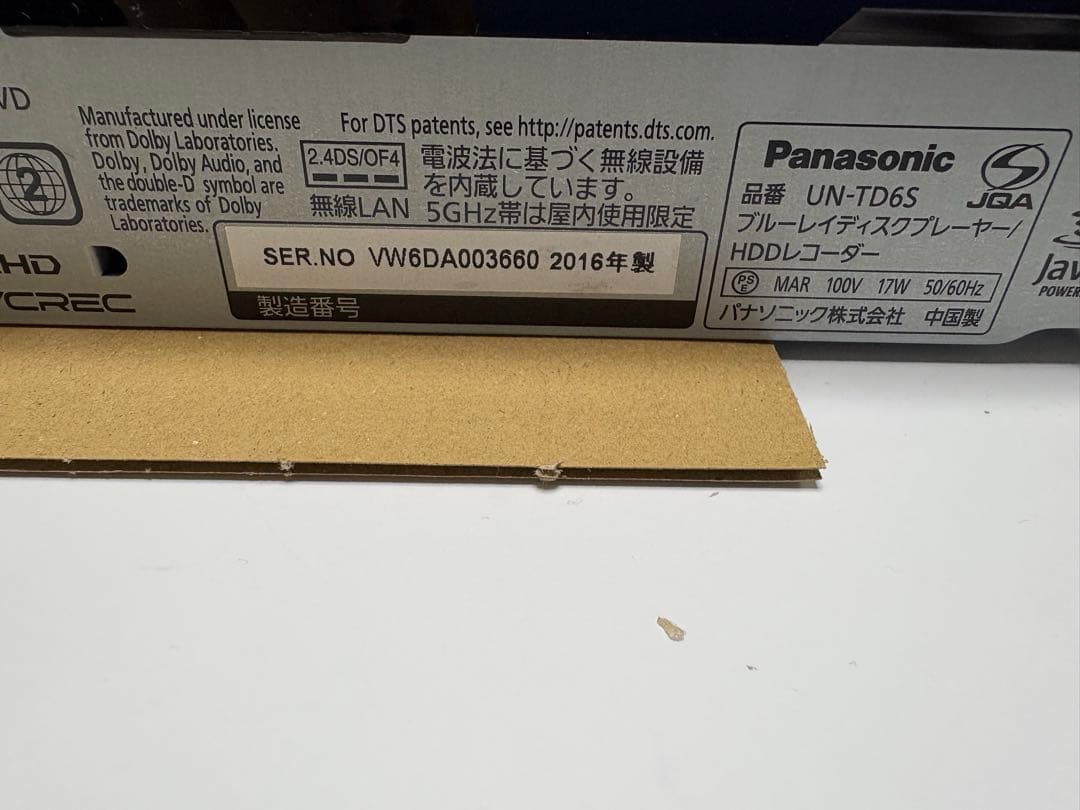 Manufactured under license
from Dolby Laboratories.
Dolby, Dolby Audio, and
the double-D symbol are
trademarks of Dolby
Laboratories.
2
For DTS patents, see http://patents.dts.com.
2.4DS/OF4
無線LAN
電波法に基づく無線設備
を内蔵しています。
5GHz帯は屋内使用限定
SER.NO VW6DA003660 2016年製
製造番号
Panasonic
JQA
品番 UN-TD6S
ブルーレイディスクプレーヤー/
HDDレコーダー
PSE MAR 100V 17W 50/60Hz
パナソニック株式会社 中国製